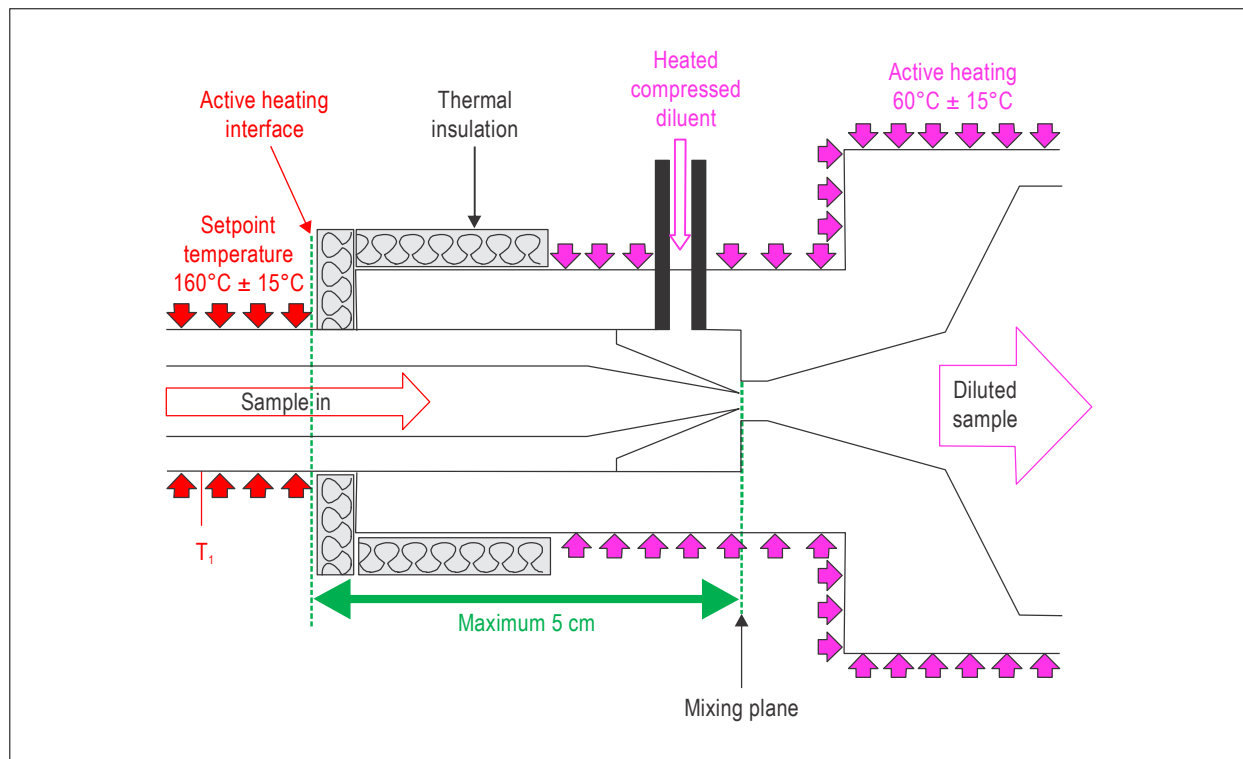 Heated
compressed
diluent
Active heating
60°C ± 15°C
Active heating
interface
Thermal
insulation
Setpoint
temperature
160°C ± 15°C
Sample in
Diluted
sample
T₁
Maximum 5 cm
Mixing plane